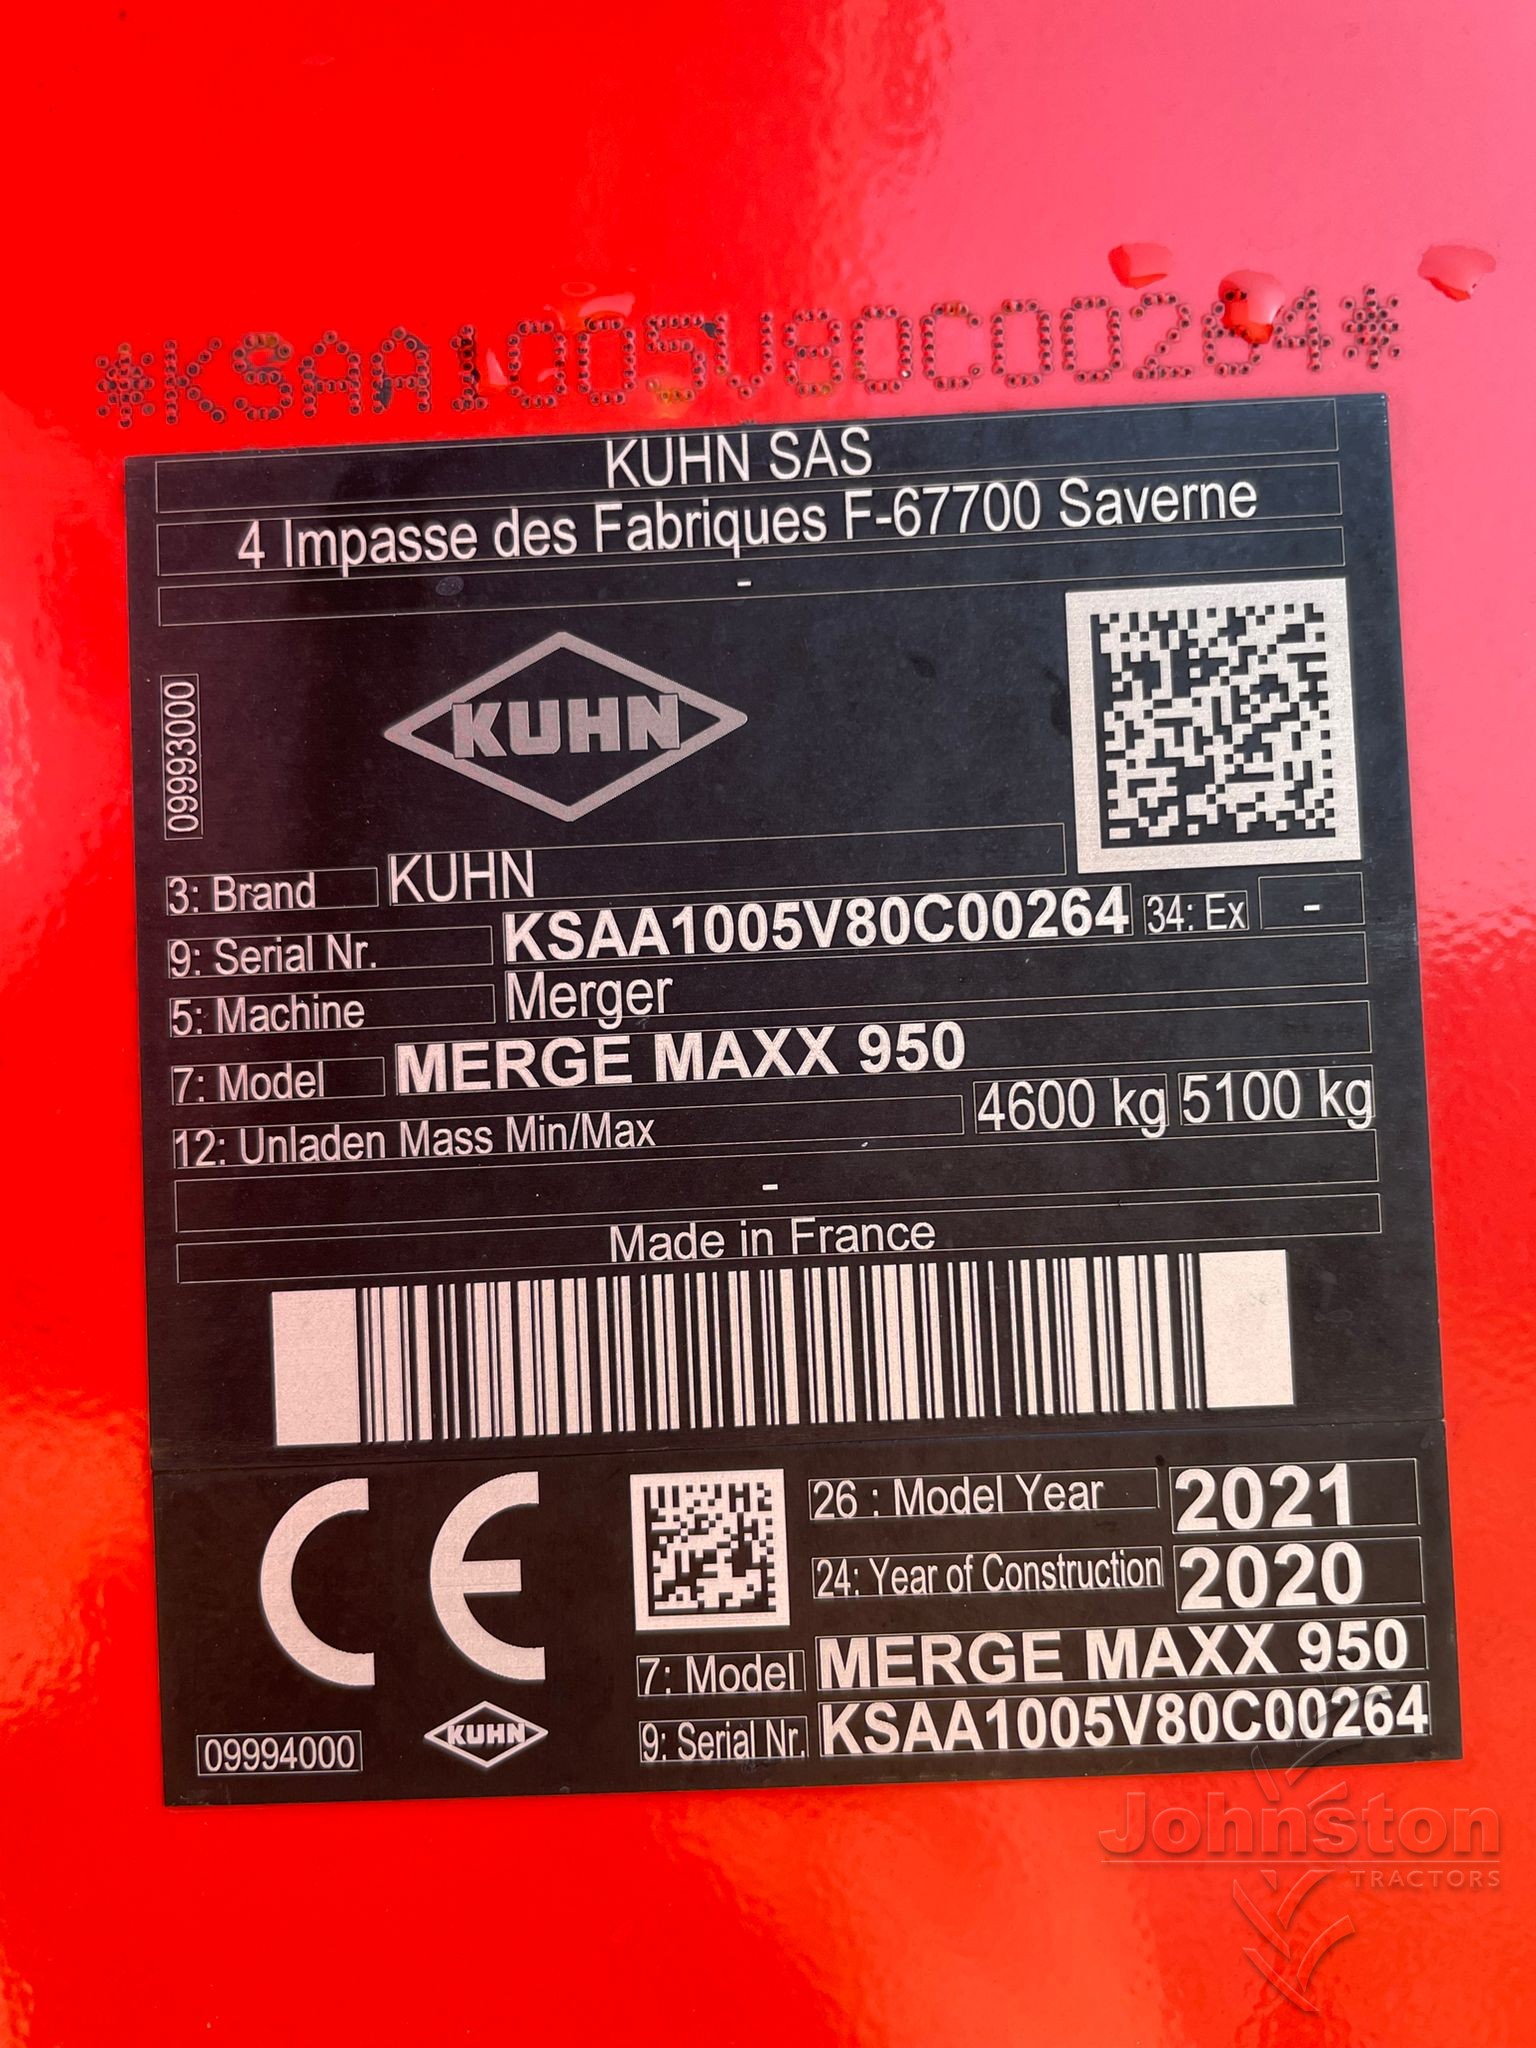 *KSAA1005V80C00264*
KUHN SAS
4 Impasse des Fabriques F-67700 Saverne
-
09993000
KUHN
3: Brand KUHN
9: Serial Nr. KSAA1005V80C00264 34: Ex -
5: Machine Merger
7: Model MERGE MAXX 950
12: Unladen Mass Min/Max 4600 kg 5100 kg
-
Made in France
CE
26 : Model Year 2021
24: Year of Construction 2020
7: Model MERGE MAXX 950
9: Serial Nr. KSAA1005V80C00264
KUHN
09994000
Johnston
TRACTORS